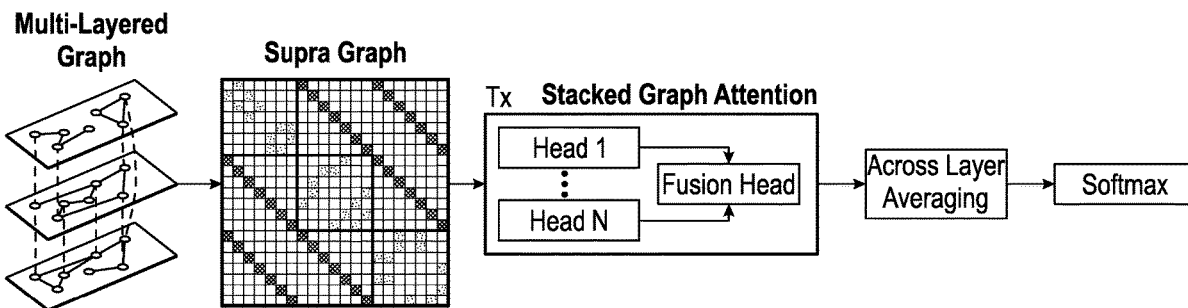 Multi-Layered
Graph
Supra Graph
Tx
Stacked Graph Attention
Head 1
Head N
Fusion Head
Across Layer
Averaging
Softmax